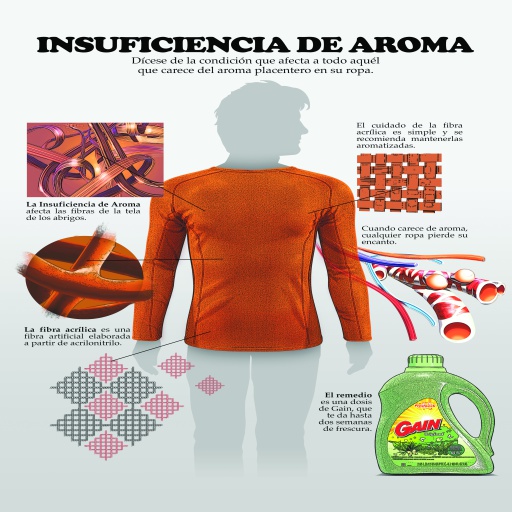 INSUFICIENCIA DE AROMA
Dícese de la condición que afecta a todo aquél
que carece del aroma placentero en su ropa.
El cuidado de la fibra
acrílica es simple y se
recomienda mantenerlas
aromatizadas.
La Insuficiencia de Aroma
afecta las fibras de la tela
de los abrigos.
Cuando carece de aroma,
cualquier ropa pierde su
encanto.
La fibra acrílica es una
fibra artificial elaborada
a partir de acrilonitrilo.
El remedio
es una dosis
de Gain, que
te da hasta
dos semanas
de frescura.
GAIN